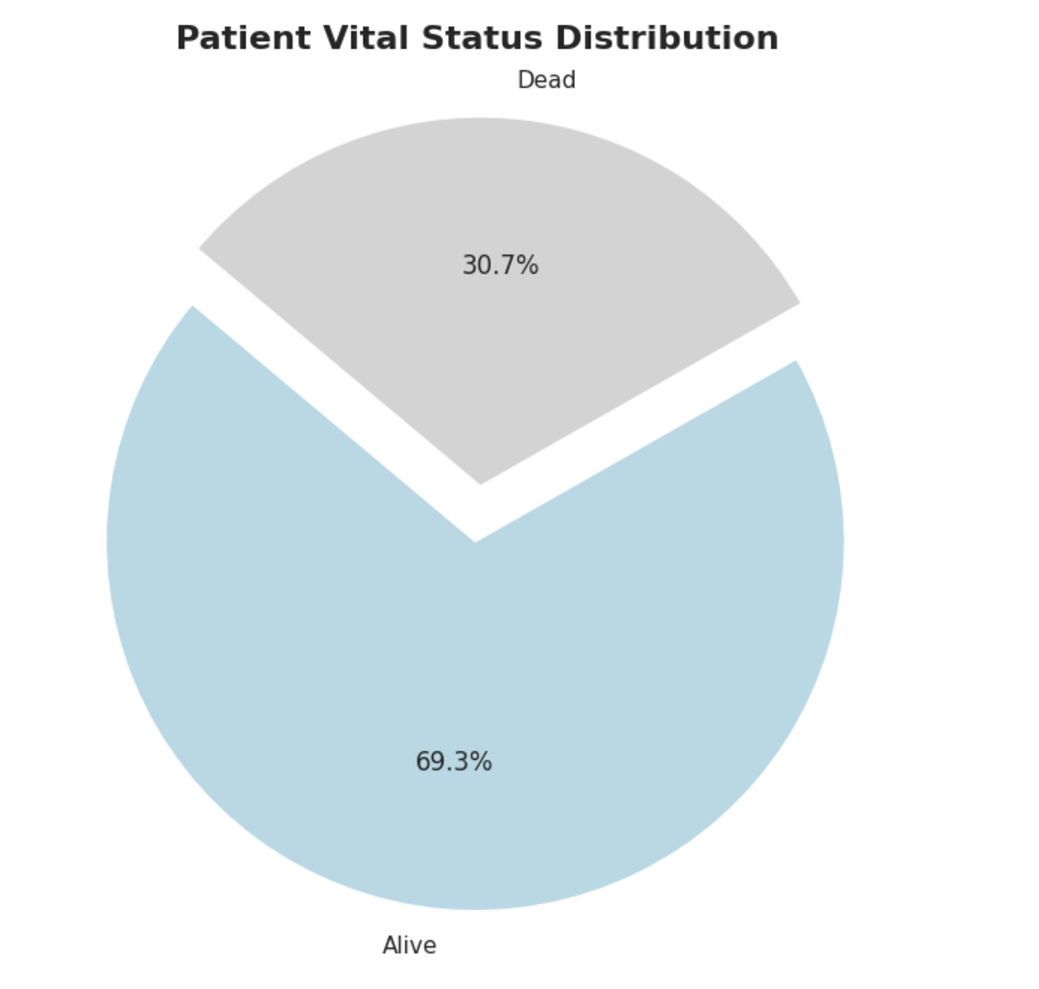 Patient Vital Status Distribution
Dead
30.7%
69.3%
Alive